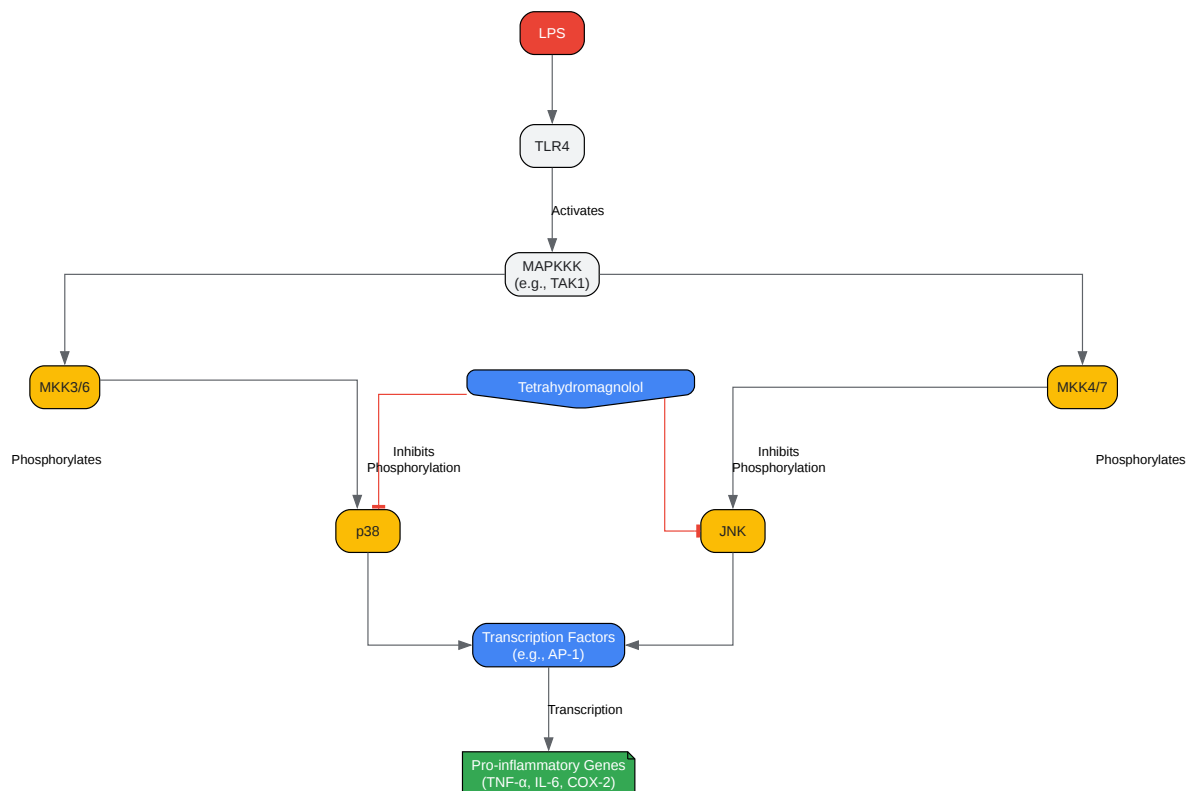 LPS
TLR4
Activates
MAPKKK
(e.g., TAK1)
MKK3/6
Tetrahydromagnolol
MKK4/7
Phosphorylates
Inhibits
Phosphorylation
Inhibits
Phosphorylation
Phosphorylates
p38
JNK
Transcription Factors
(e.g., AP-1)
Transcription
Pro-inflammatory Genes
(TNF-α, IL-6, COX-2)